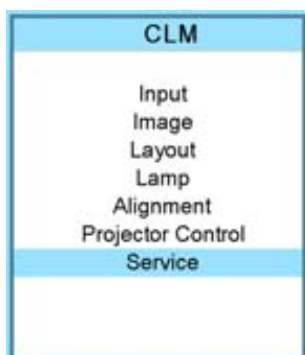 CLM
Input
Image
Layout
Lamp
Alignment
Projector Control
Service